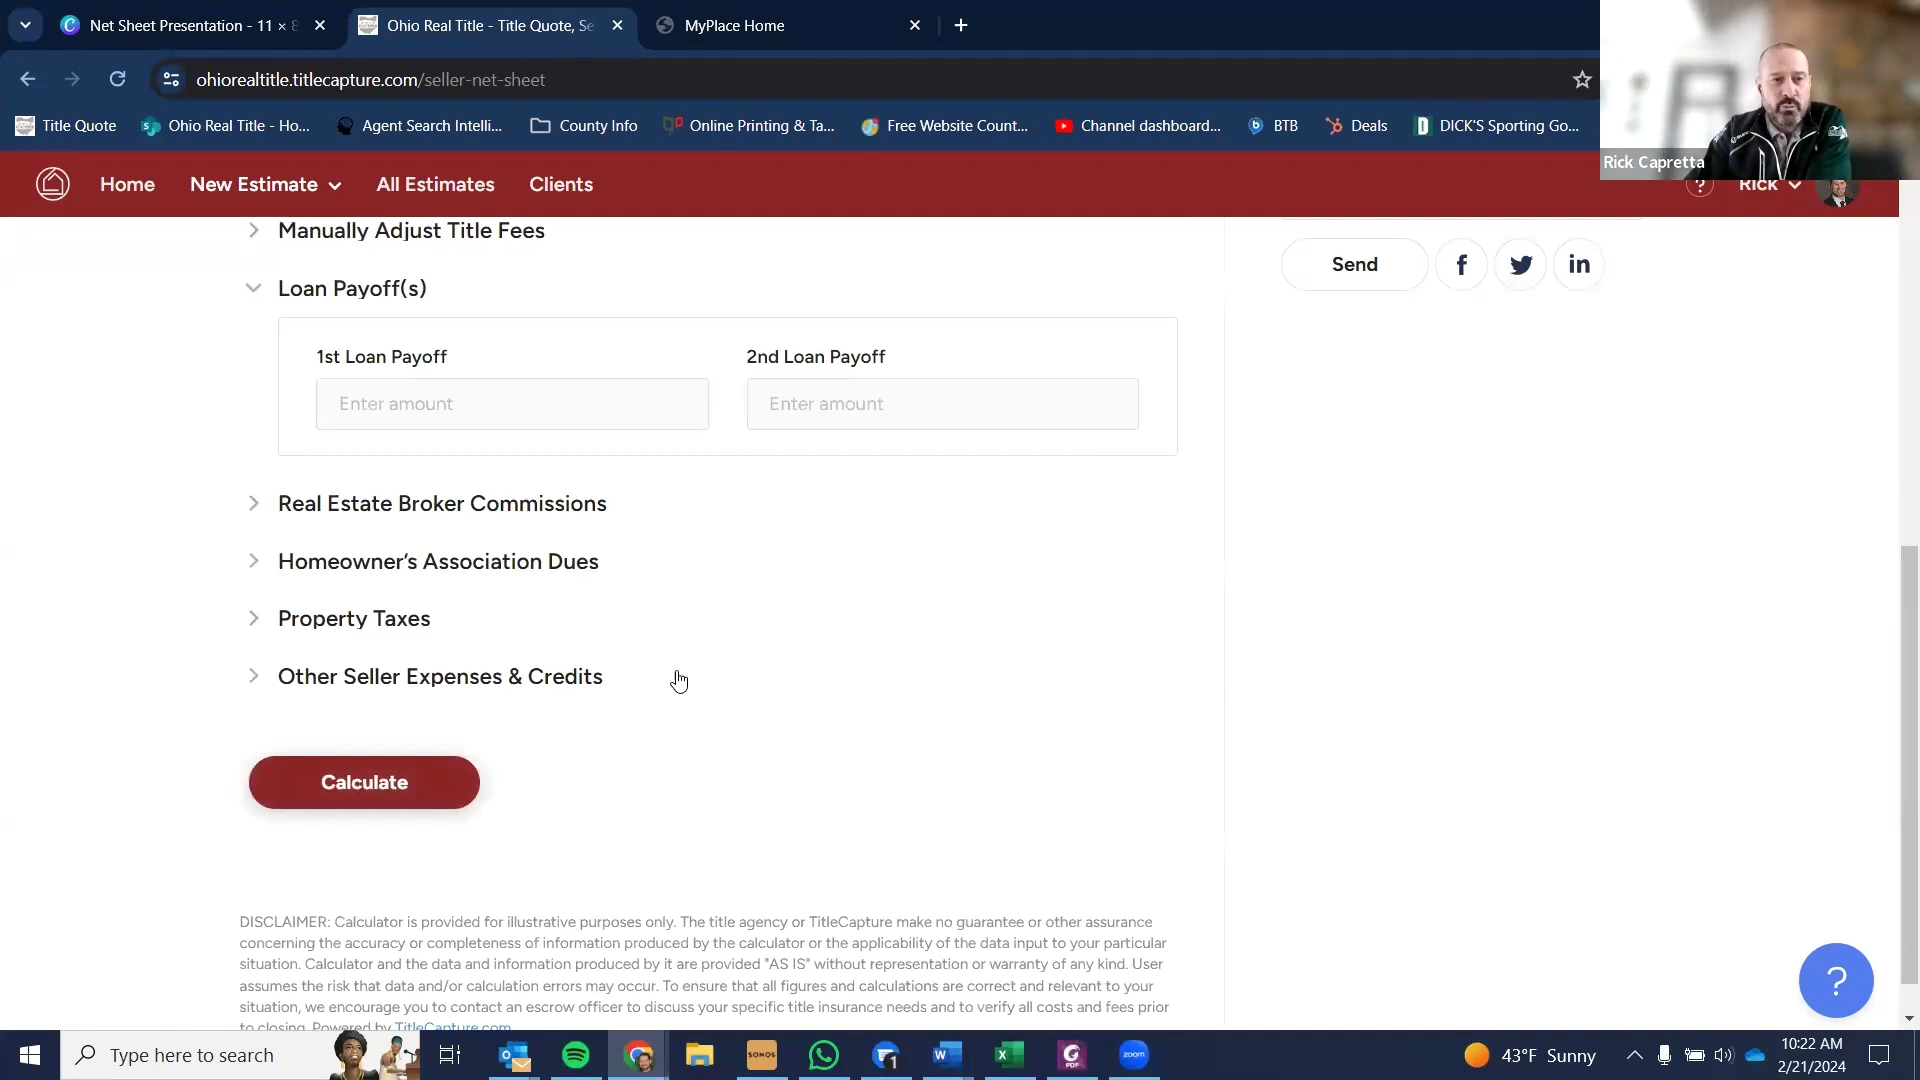 Net Sheet Presentation - 11 × 8
Ohio Real Title - Title Quote, Se
MyPlace Home
ohiorealtitle.titlecapture.com/seller-net-sheet
Title Quote
Ohio Real Title - Ho...
Agent Search Intelli...
County Info
Online Printing & Ta...
Free Website Count...
Channel dashboard...
BTB
Deals
DICK'S Sporting Go...
Rick Capretta
Home
New Estimate
All Estimates
Clients
?
Rick
Manually Adjust Title Fees
Send
Loan Payoff(s)
1st Loan Payoff
2nd Loan Payoff
Enter amount
Enter amount
Real Estate Broker Commissions
Homeowner's Association Dues
Property Taxes
Other Seller Expenses & Credits
Calculate
DISCLAIMER: Calculator is provided for illustrative purposes only. The title agency or TitleCapture make no guarantee or other assurance
concerning the accuracy or completeness of information produced by the calculator or the applicability of the data input to your particular
situation. Calculator and the data and information produced by it are provided "AS IS" without representation or warranty of any kind. User
assumes the risk that data and/or calculation errors may occur. To ensure that all figures and calculations are correct and relevant to your
situation, we encourage you to contact an escrow officer to discuss your specific title insurance needs and to verify all costs and fees prior
to closing. Powered by TitleCapture.com
?
Type here to search
SONOS
zoom
43°F Sunny
10:22 AM
2/21/2024